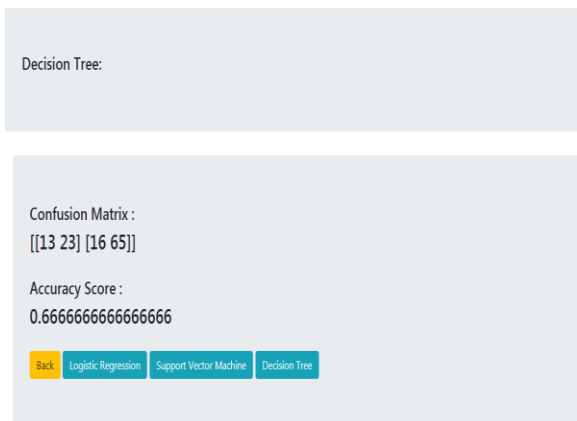 Decision Tree:
Confusion Matrix :
[[13 23] [16 65]]
Accuracy Score :
0.6666666666666666
Back Logistic Regression Support Vector Machine Decision Tree